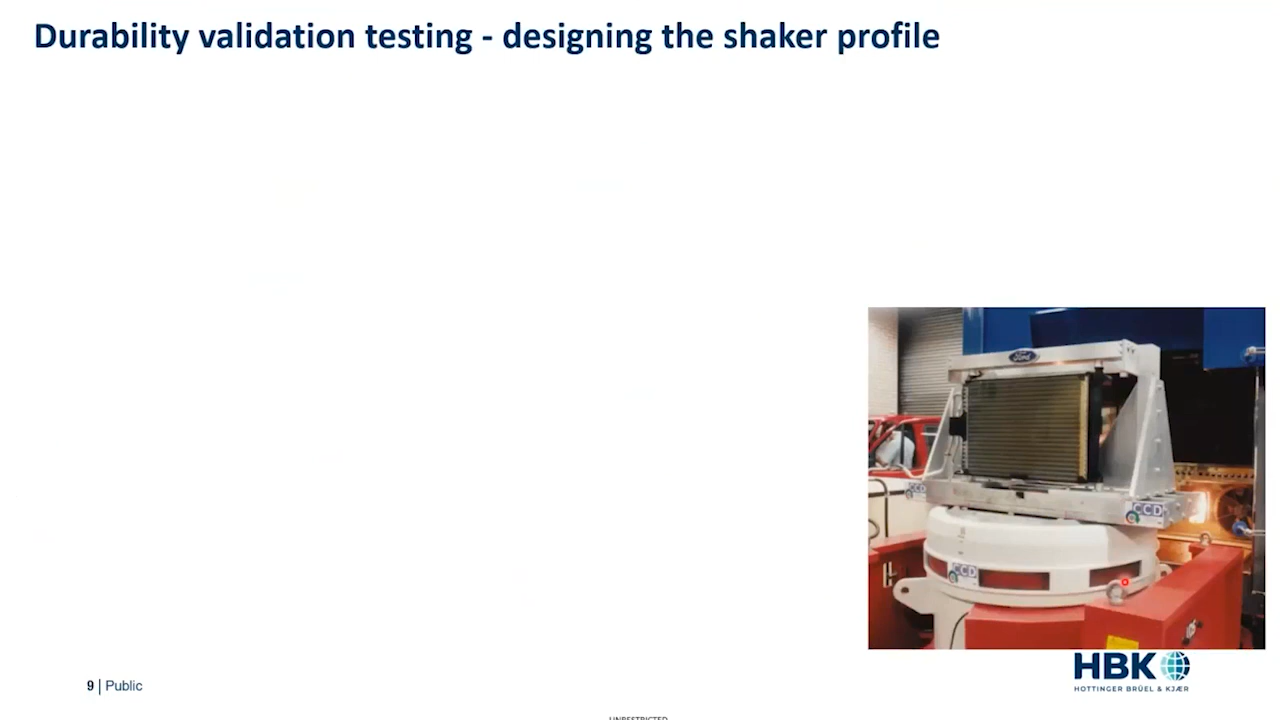 Durability validation testing - designing the shaker profile
Ford
CCD
CCD
CCD
9 | Public
HBK
HOTTINGER BRÜEL & KJÆR
UNRESTRICTED